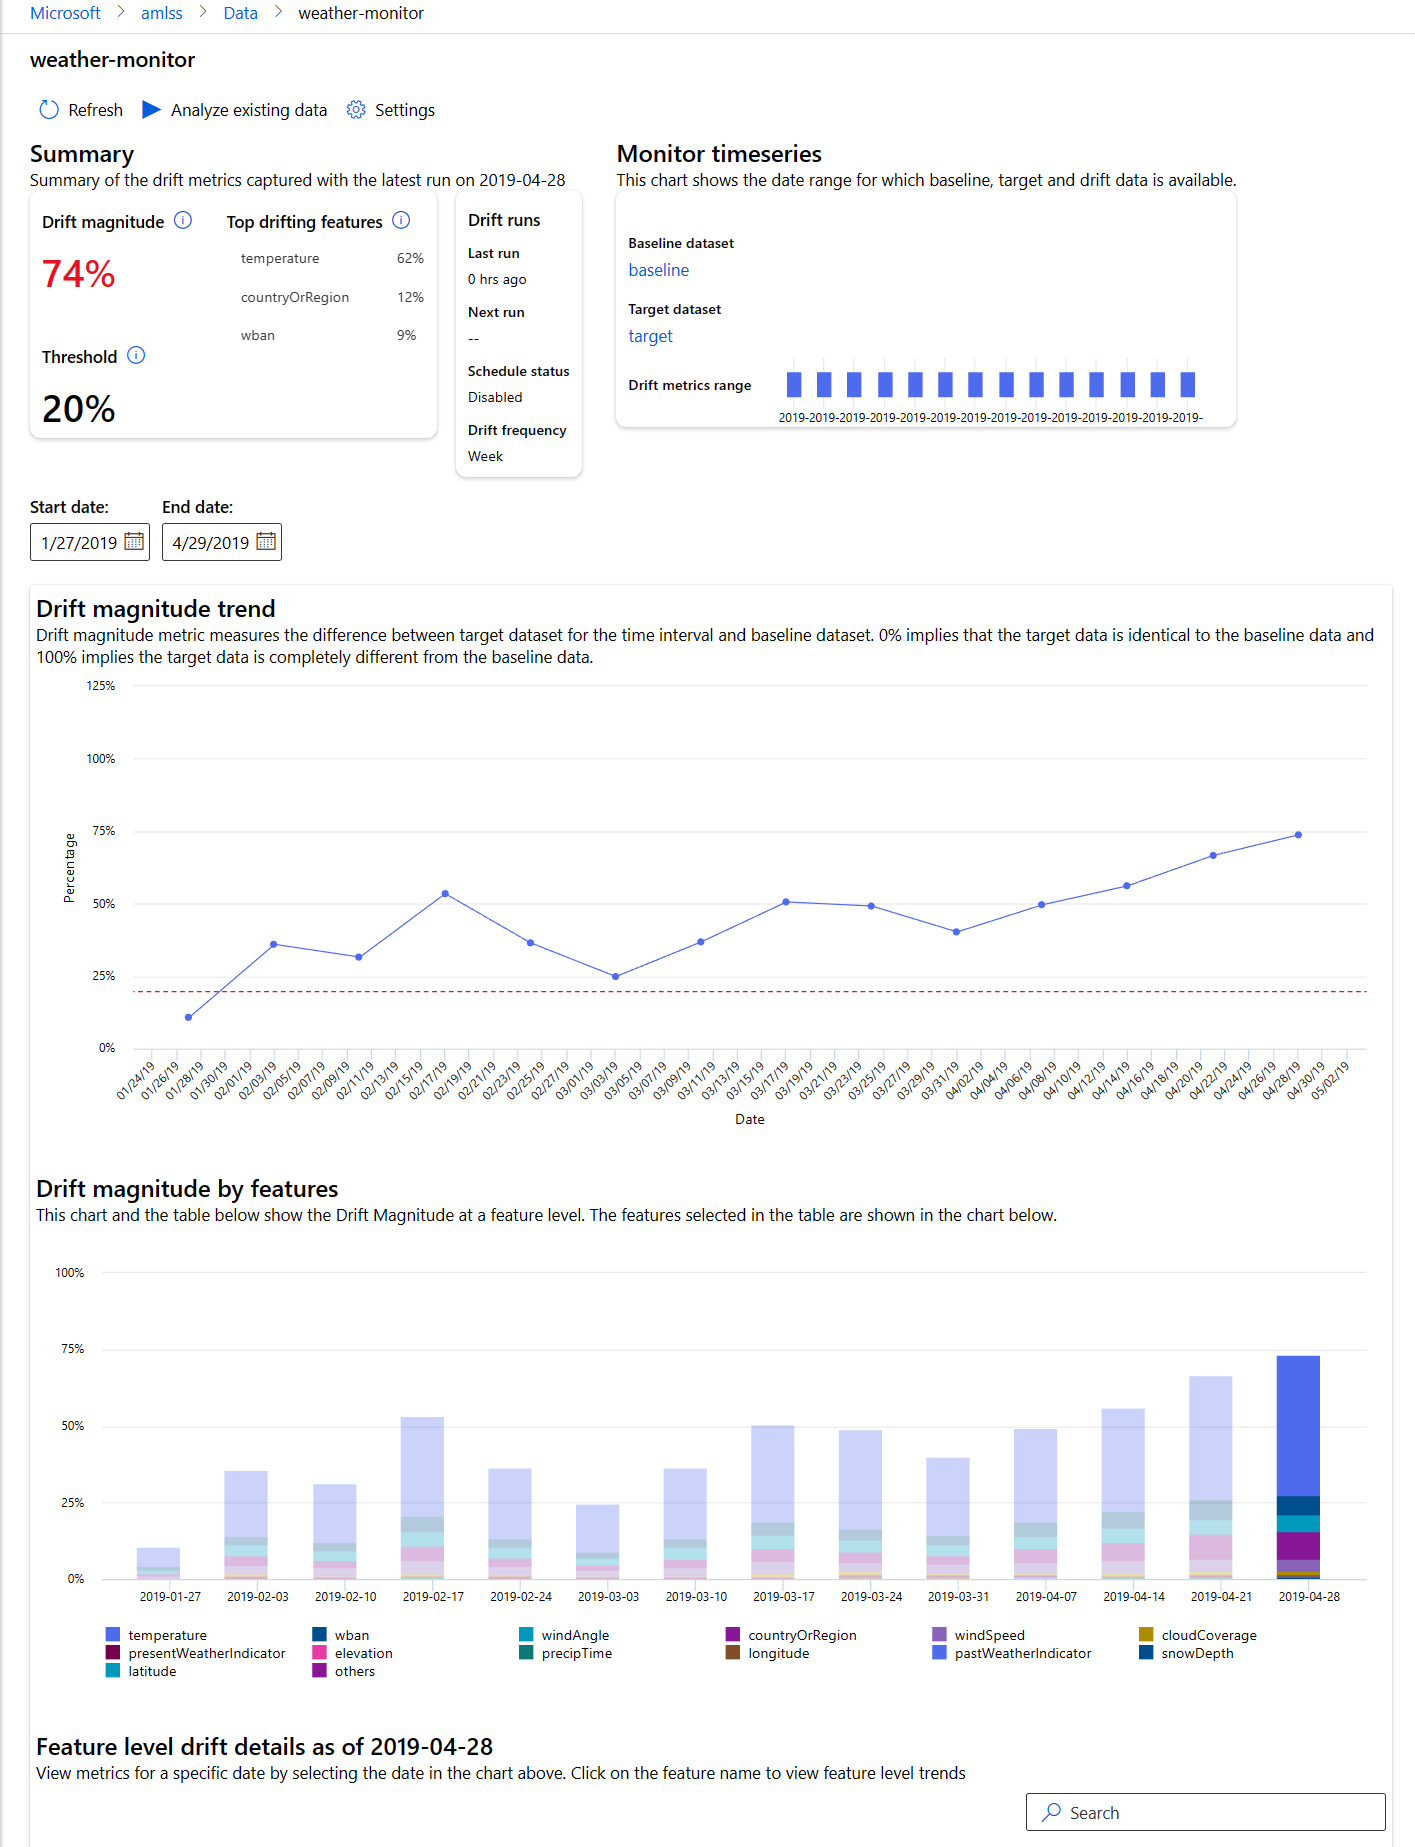 Microsoft > amlss > Data > weather-monitor
weather-monitor
Refresh Analyze existing data Settings
Summary
Summary of the drift metrics captured with the latest run on 2019-04-28
Drift magnitude
74%
Threshold
20%
Top drifting features
temperature 62%
countryOrRegion 12%
wban 9%
Drift runs
Last run
0 hrs ago
Next run
--
Schedule status
Disabled
Drift frequency
Week
Monitor timeseries
This chart shows the date range for which baseline, target and drift data is available.
Baseline dataset
baseline
Target dataset
target
Drift metrics range
2019-2019-2019-2019-2019-2019-2019-2019-2019-2019-2019-2019-2019-2019-
Start date: End date:
1/27/2019 4/29/2019
Drift magnitude trend
Drift magnitude metric measures the difference between target dataset for the time interval and baseline dataset. 0% implies that the target data is identical to the baseline data and
100% implies the target data is completely different from the baseline data.
125%
100%
75%
50%
25%
0%
Percentage
01/24/19 01/26/19 01/28/19 01/30/19 02/01/19 02/03/19 02/05/19 02/07/19 02/09/19 02/11/19 02/13/19 02/15/19 02/17/19 02/19/19 02/21/19 02/23/19 02/25/19 02/27/19 03/01/19 03/03/19 03/05/19 03/07/19 03/09/19 03/11/19 03/13/19 03/15/19 03/17/19 03/19/19 03/21/19 03/23/19 03/25/19 03/27/19 03/29/19 03/31/19 04/02/19 04/04/19 04/06/19 04/08/19 04/10/19 04/12/19 04/14/19 04/16/19 04/18/19 04/20/19 04/22/19 04/24/19 04/26/19 04/28/19 04/30/19 05/02/19
Date
Drift magnitude by features
This chart and the table below show the Drift Magnitude at a feature level. The features selected in the table are shown in the chart below.
100%
75%
50%
25%
0%
2019-01-27 2019-02-03 2019-02-10 2019-02-17 2019-02-24 2019-03-03 2019-03-10 2019-03-17 2019-03-24 2019-03-31 2019-04-07 2019-04-14 2019-04-21 2019-04-28
temperature wban windAngle countryOrRegion windSpeed cloudCoverage
presentWeatherIndicator elevation precipTime longitude pastWeatherIndicator snowDepth
latitude others
Feature level drift details as of 2019-04-28
View metrics for a specific date by selecting the date in the chart above. Click on the feature name to view feature level trends
Search